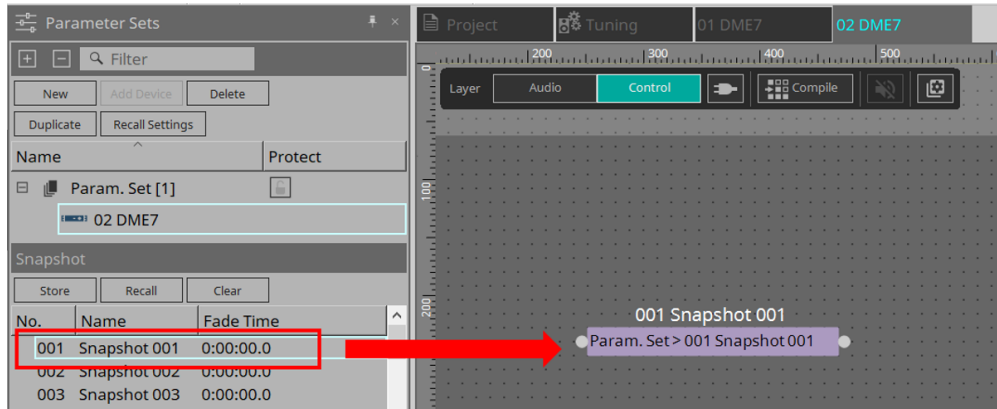 Parameter Sets
Filter
New Add Device Delete
Duplicate Recall Settings
Name Protect
Param. Set [1]
02 DME7
Snapshot
Store Recall Clear
No. Name Fade Time
001 Snapshot 001 0:00:00.0
002 Snapshot 002 0:00:00.0
003 Snapshot 003 0:00:00.0
Project Tuning 01 DME7 02 DME7
200 300 400 500
Layer Audio Control Compile
100
200
001 Snapshot 001
Param. Set > 001 Snapshot 001